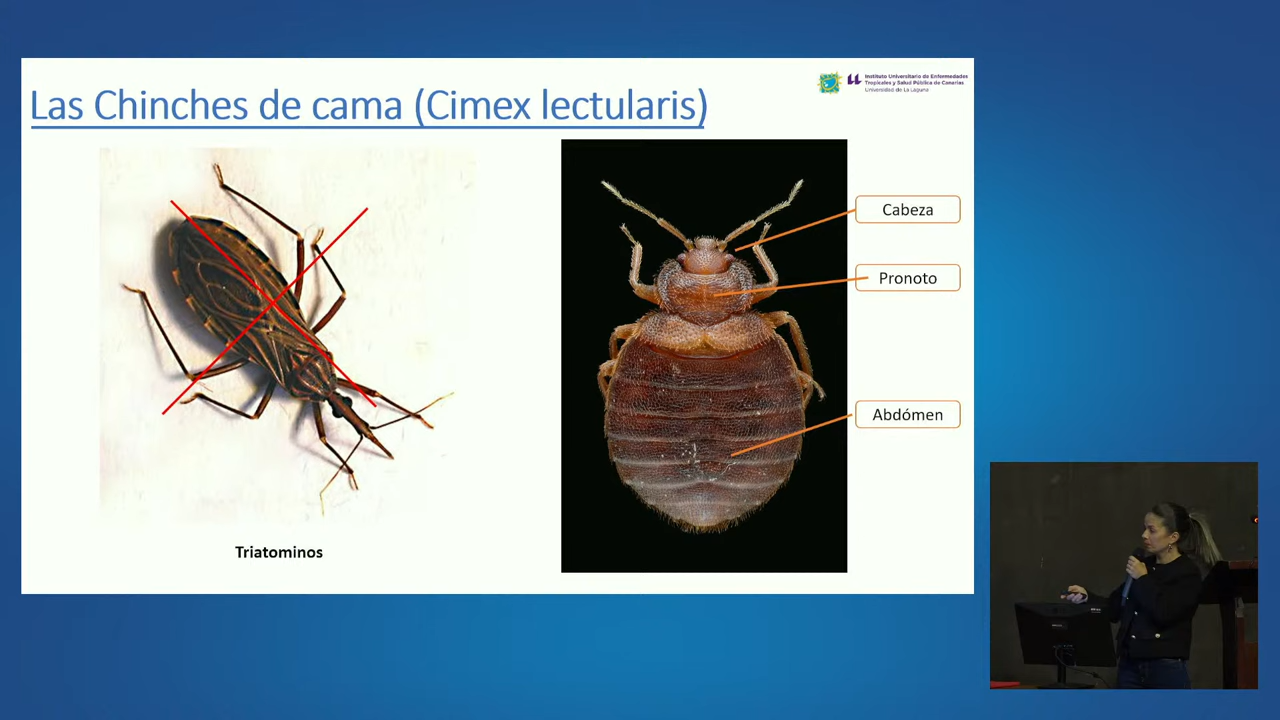 Las Chinches de cama (Cimex lectularis)
Instituto Universitario de Enfermedades
Tropicales y Salud Pública de Canarias
Universidad de La Laguna
Cabeza
Pronoto
Abdómen
Triatominos